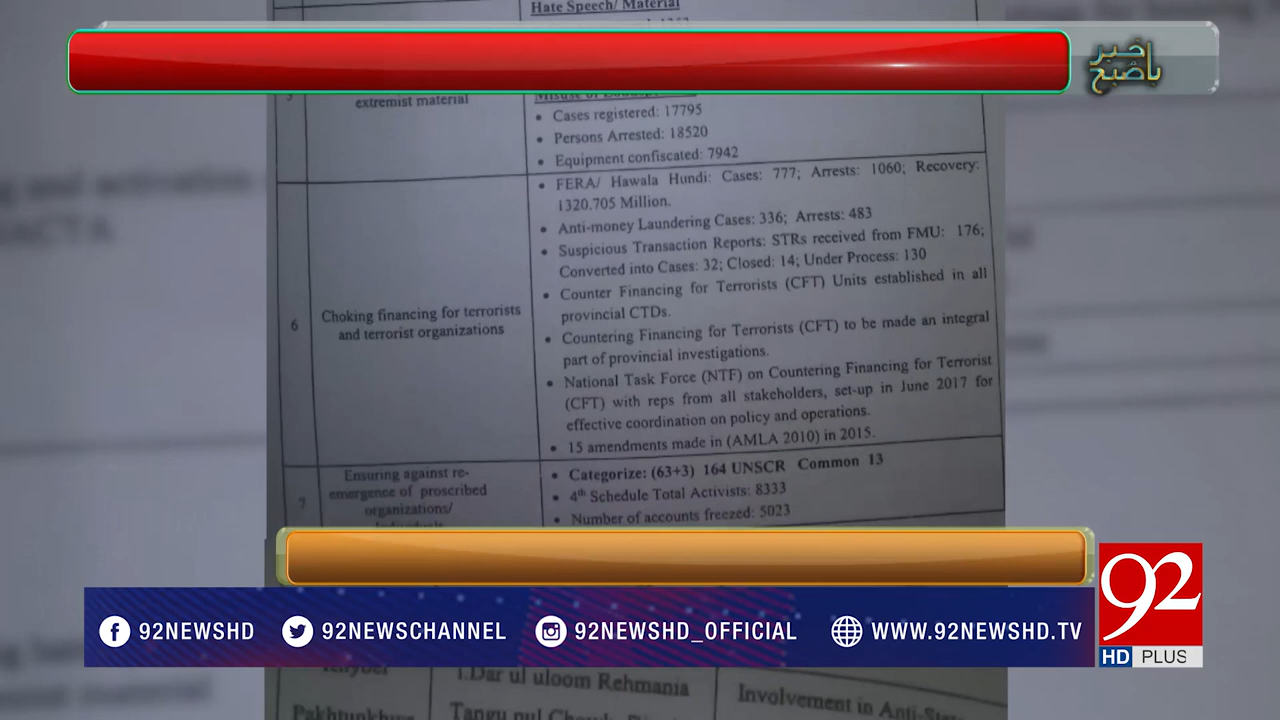 Hate Speech/ Material
باخبر صبح
extremist material
Misuse of
• Cases registered: 17795
• Persons Arrested: 18520
• Equipment confiscated: 7942
6
Choking financing for terrorists
and terrorist organizations
• FERA/ Hawala Hundi: Cases: 777; Arrests: 1060; Recovery:
1320.705 Million.
• Anti-money Laundering Cases: 336; Arrests: 483
• Suspicious Transaction Reports: STRs received from FMU: 176;
Converted into Cases: 32; Closed: 14; Under Process: 130
• Counter Financing for Terrorists (CFT) Units established in all
provincial CTDs.
• Countering Financing for Terrorists (CFT) to be made an integral
part of provincial investigations.
• National Task Force (NTF) on Countering Financing for Terrorist
(CFT) with reps from all stakeholders, set-up in June 2017 for
effective coordination on policy and operations.
• 15 amendments made in (AMLA 2010) in 2015.
7
Ensuring against re-
emergence of proscribed
organizations/
• Categorize: (63+3) 164 UNSCR Common 13
• 4th Schedule Total Activists: 8333
• Number of accounts freezed: 5023
92
HD PLUS
92NEWSHD
92NEWSCHANNEL
92NEWSHD_OFFICIAL
WWW.92NEWSHD.TV
Pakhtunkhwa
1.Dar ul uloom Rehmania
Involvement in